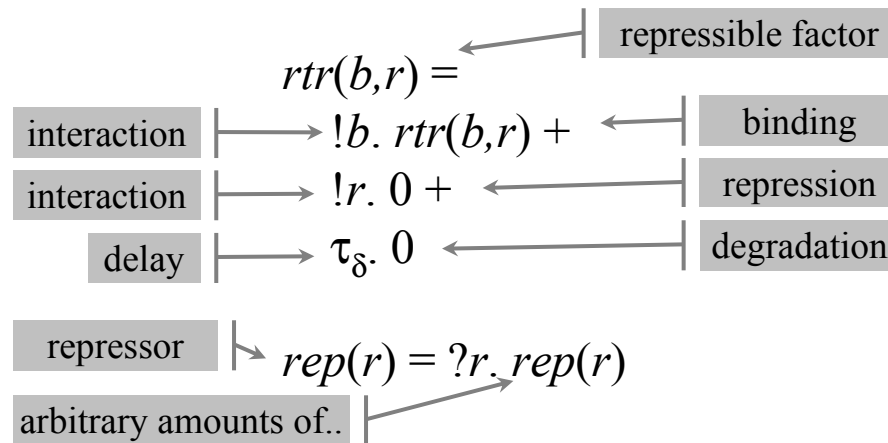 repressible factor
rtr(b,r) =
interaction !b. rtr(b,r) + binding
interaction !r. 0 + repression
delay τδ. 0 degradation
repressor rep(r) = ?r. rep(r)
arbitrary amounts of..